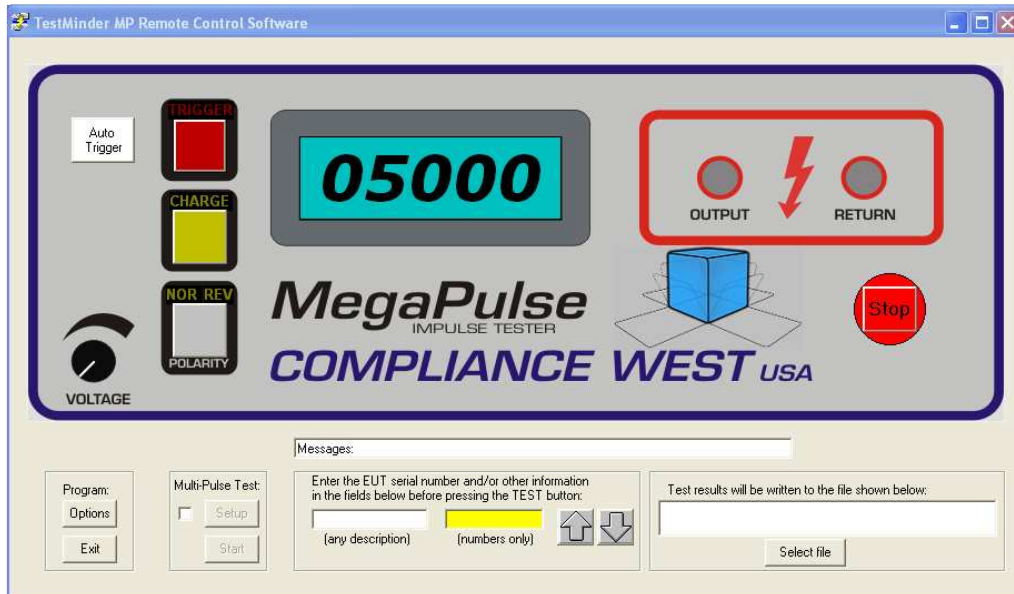 TestMinder MP Remote Control Software
Auto
Trigger
TRIGGER
CHARGE
NOR REV
POLARITY
VOLTAGE
05000
OUTPUT
RETURN
MegaPulse
IMPULSE TESTER
COMPLIANCE WEST USA
Stop
Messages:
Program:
Options
Exit
Multi-Pulse Test:
Setup
Start
Enter the EUT serial number and/or other information
in the fields below before pressing the TEST button:
(any description)
(numbers only)
Test results will be written to the file shown below:
Select file